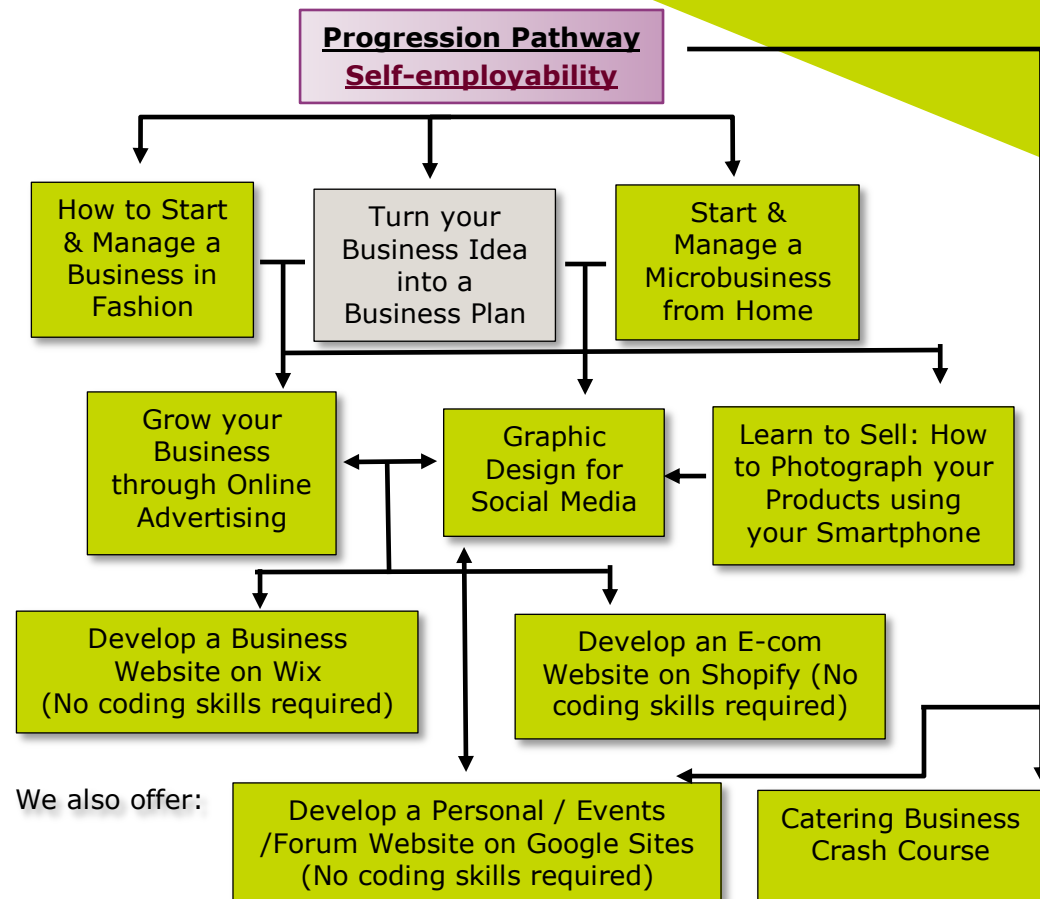 Progression Pathway
Self-employability
How to Start
& Manage a
Business in
Fashion
Turn your
Business Idea
into a
Business Plan
Start &
Manage a
Microbusiness
from Home
Grow your
Business
through Online
Advertising
Graphic
Design for
Social Media
Learn to Sell: How
to Photograph your
Products using
your Smartphone
Develop a Business
Website on Wix
(No coding skills required)
Develop an E-com
Website on Shopify (No
coding skills required)
We also offer:
Develop a Personal / Events
/Forum Website on Google Sites
(No coding skills required)
Catering Business
Crash Course